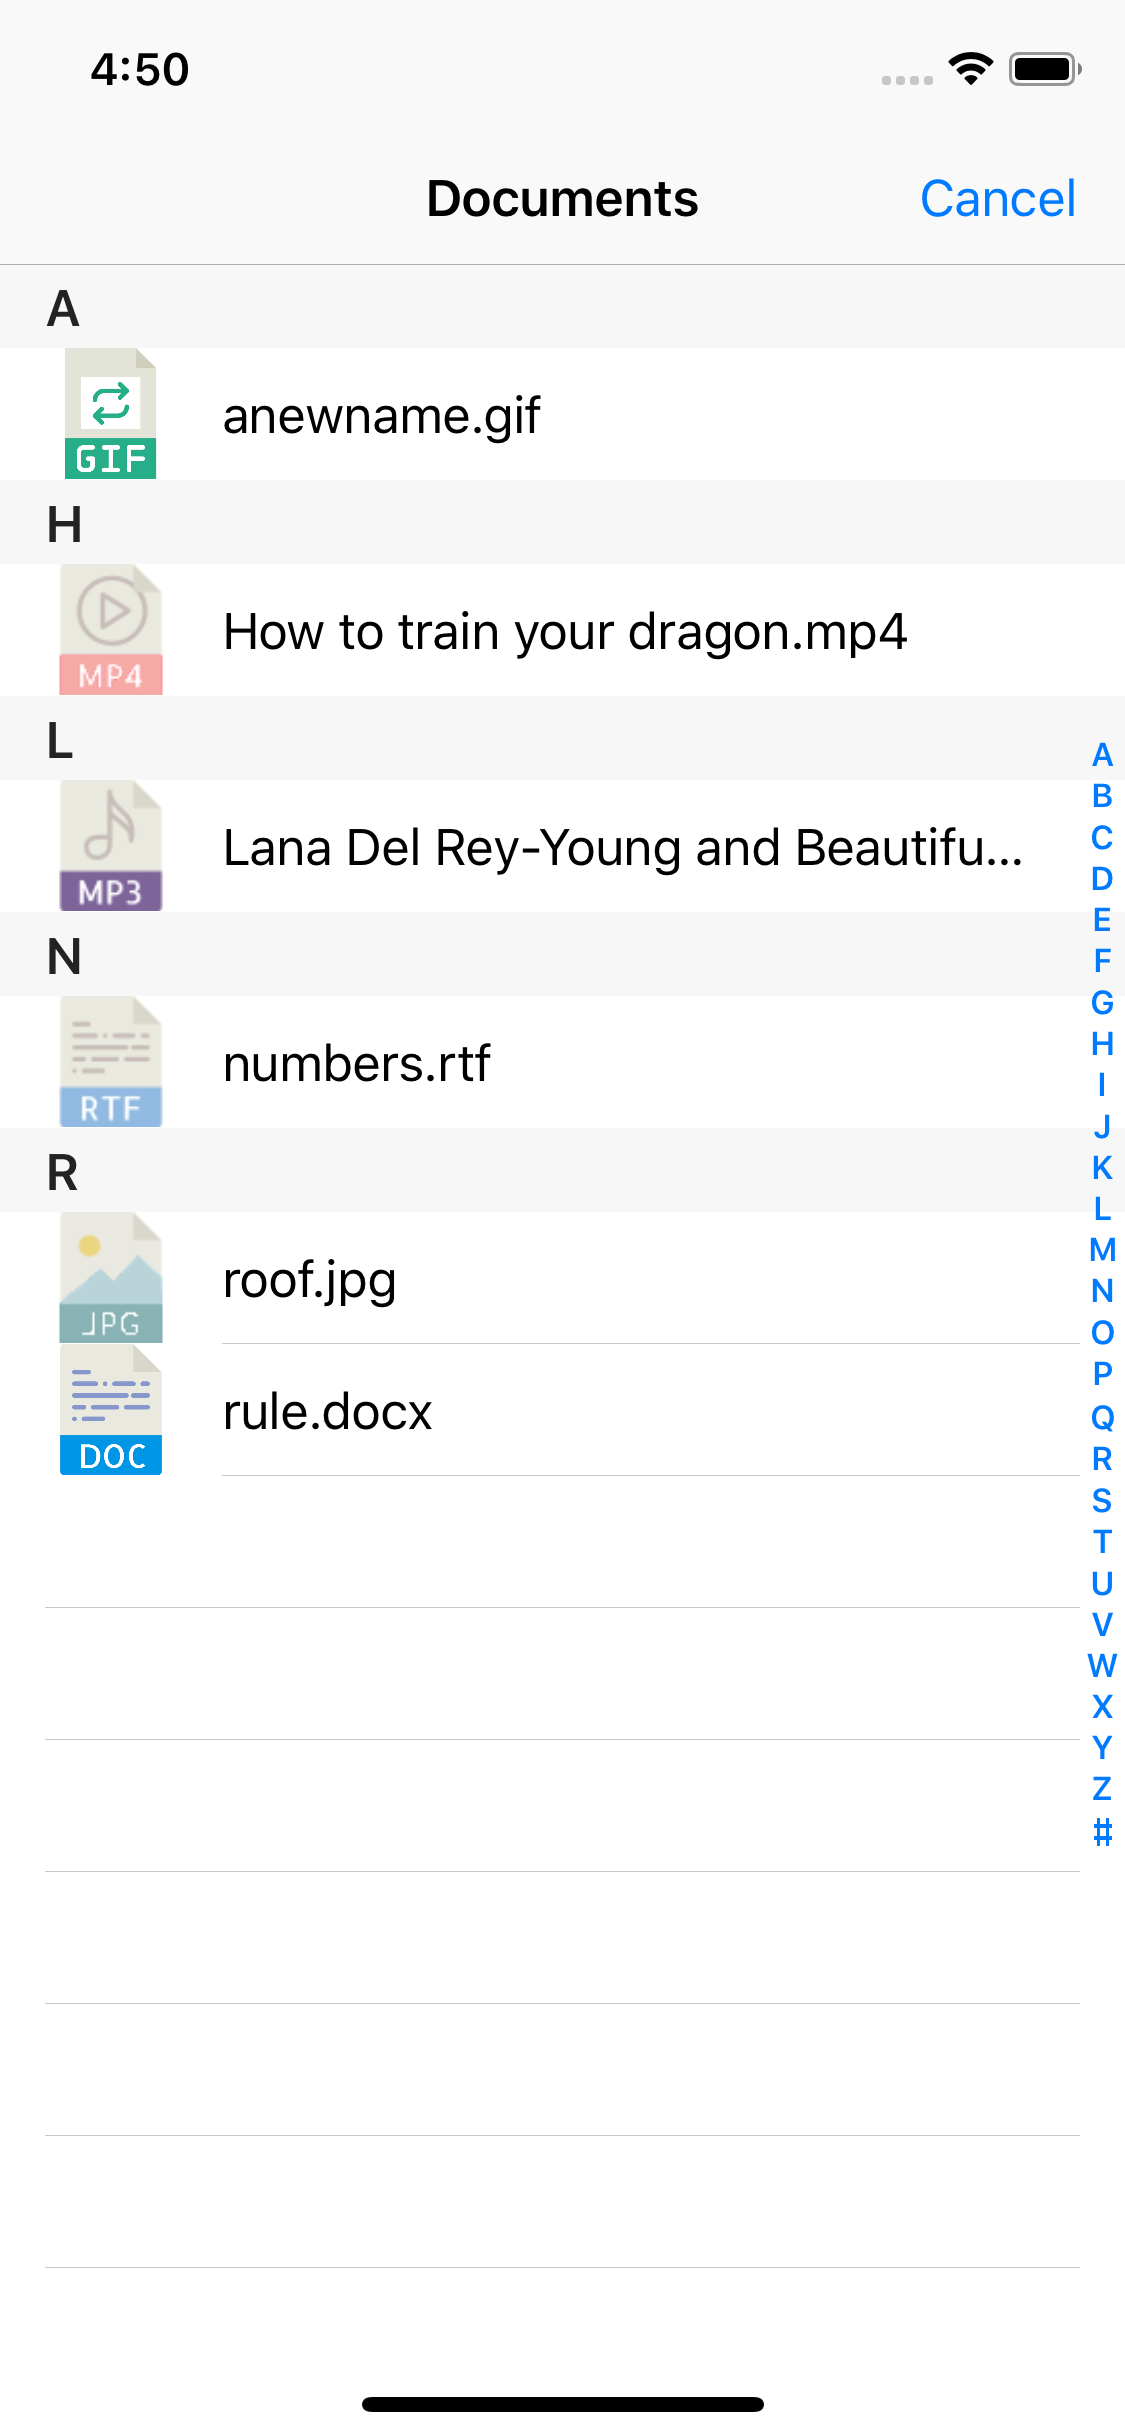 4:50
Documents
Cancel
A
GIF
anewname.gif
H
MP4
How to train your dragon.mp4
L
MP3
Lana Del Rey-Young and Beautifu...
N
RTF
numbers.rtf
R
JPG
roof.jpg
DOC
rule.docx
A
B
C
D
E
F
G
H
I
J
K
L
M
N
O
P
Q
R
S
T
U
V
W
X
Y
Z
#